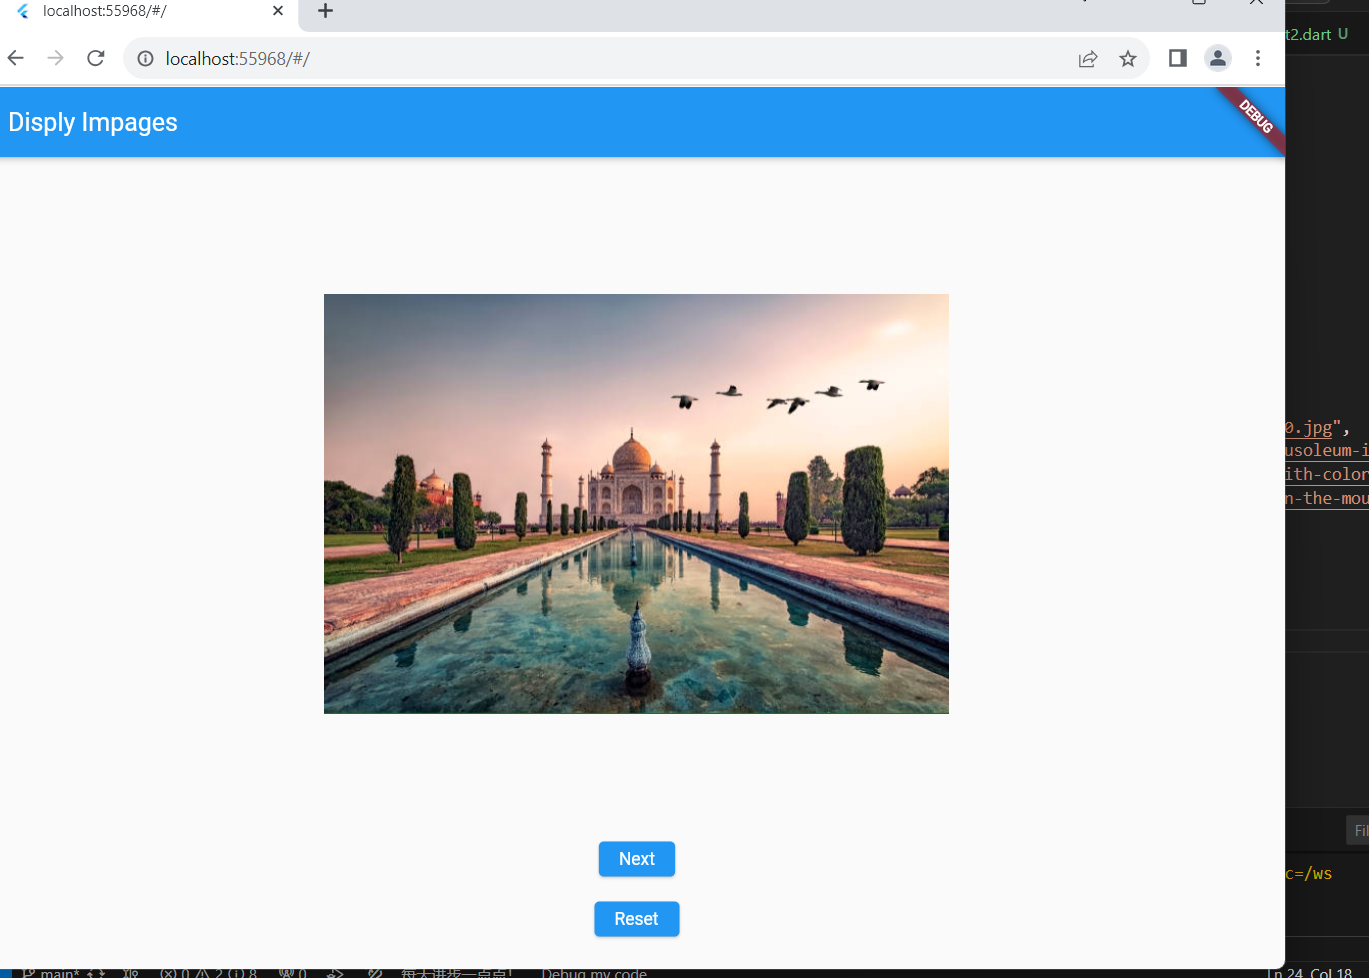 localhost:55968/#/
localhost:55968/#/
t2.dart U
Disply Impages
DEBUG
0.jpg",
usoleum-i
ith-color
n-the-mou
Next
Fil
c=/ws
Reset
main* 0 2 8 0 每天进步一点点! Debug my code Ln 24, Col 18